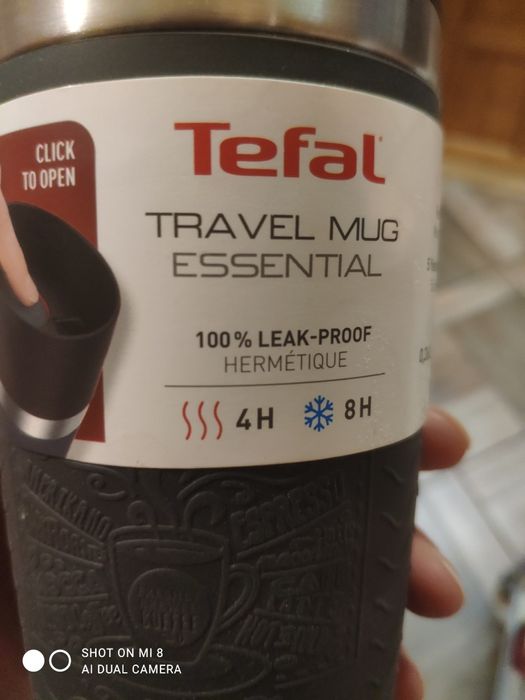 CLICK
TO OPEN
Tefal
TRAVEL MUG
ESSENTIAL
100% LEAK-PROOF
HERMÉTIQUE
4H 8H
ESPRESSO
COFFEE
SHOT ON MI 8
AI DUAL CAMERA